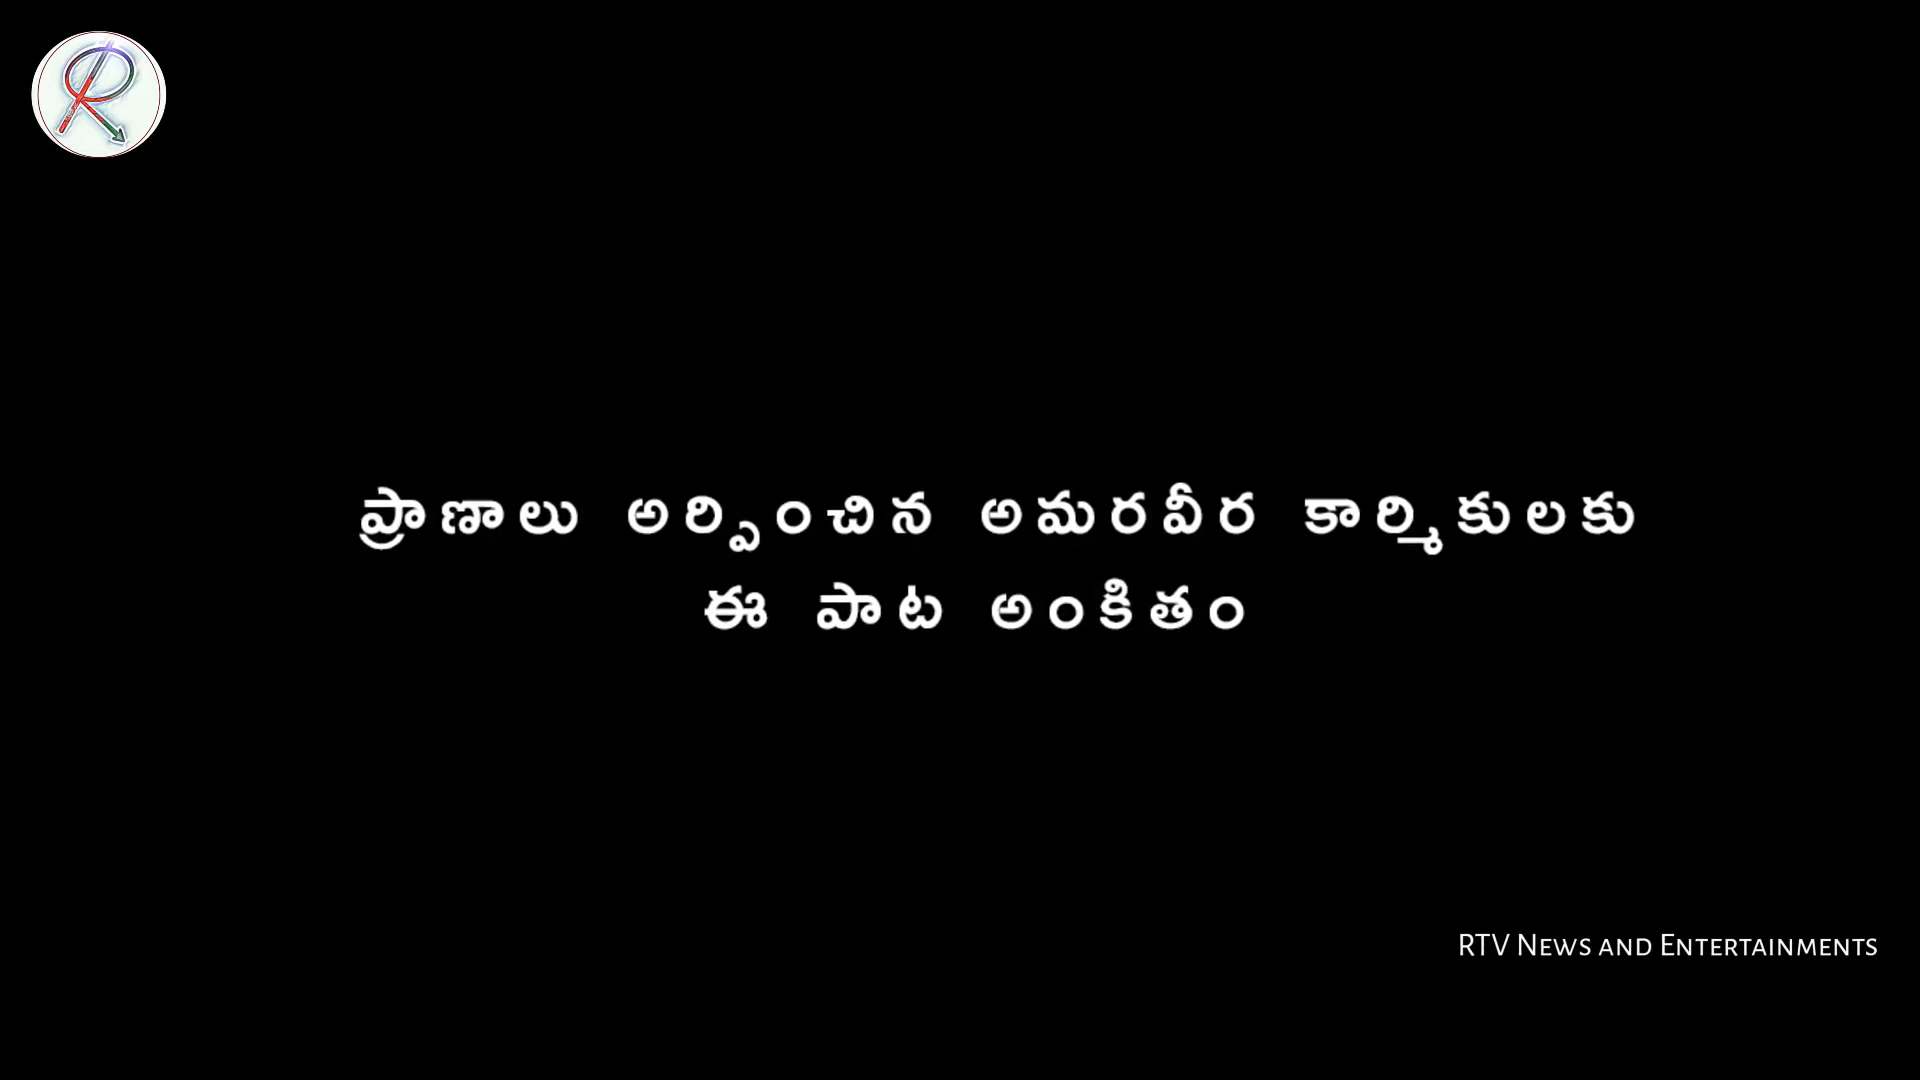 ప్రాణాలు అర్పించిన అమరవీర కార్మికులకు
ఈ పాట అంకితం
RTV News and Entertainments